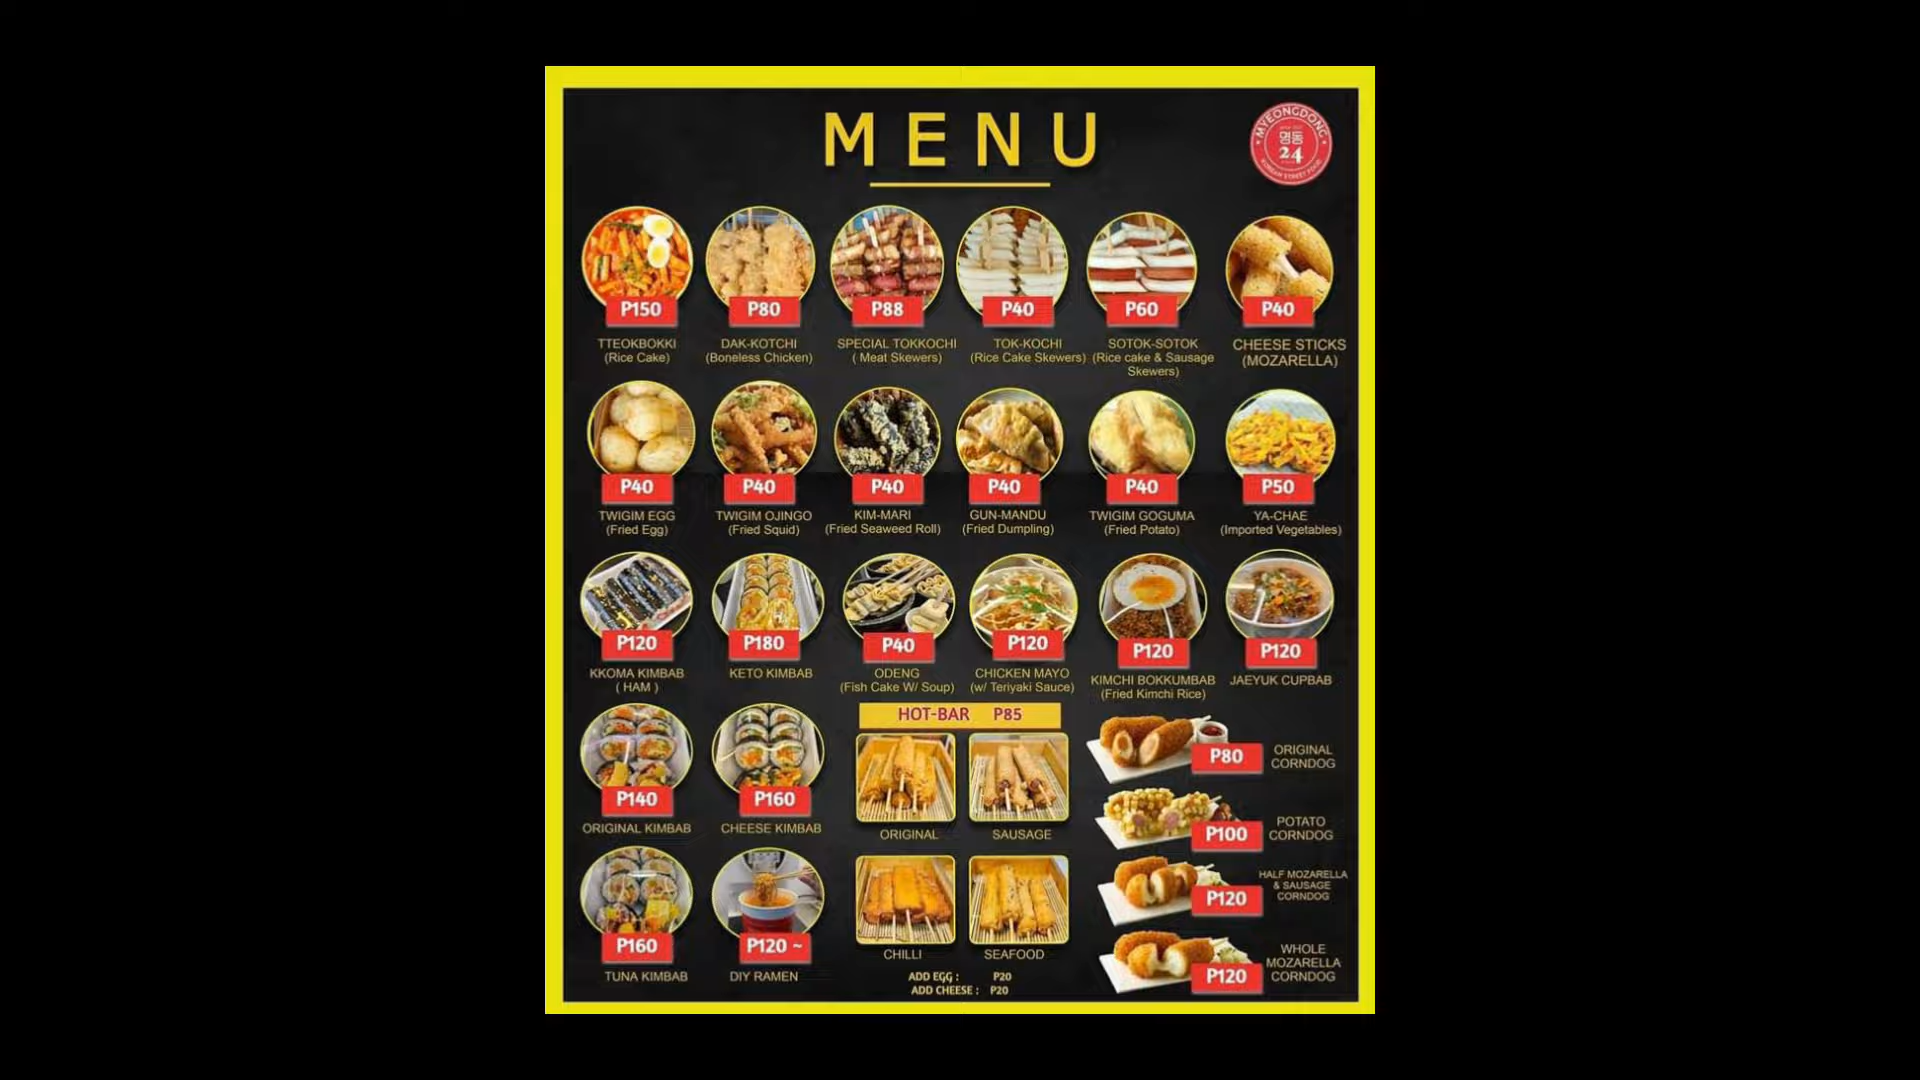 MENU
MYEONGDONG
명동
24
KOREAN STREET FOOD
P150
P80
P88
P40
P60
P40
TTEOKBOKKI
(Rice Cake)
DAK-KOTCHI
(Boneless Chicken)
SPECIAL TOKKOCHI
( Meat Skewers)
TOK-KOCHI
(Rice Cake Skewers)
SOTOK-SOTOK
(Rice cake & Sausage
Skewers)
CHEESE STICKS
(MOZARELLA)
P40
P40
P40
P40
P40
P50
TWIGIM EGG
(Fried Egg)
TWIGIM OJINGO
(Fried Squid)
KIM-MARI
(Fried Seaweed Roll)
GUN-MANDU
(Fried Dumpling)
TWIGIM GOGUMA
(Fried Potato)
YA-CHAE
(Imported Vegetables)
P120
P180
P40
P120
P120
P120
KKOMA KIMBAB
( HAM )
KETO KIMBAB
ODENG
(Fish Cake W/ Soup)
CHICKEN MAYO
(w/ Teriyaki Sauce)
KIMCHI BOKKUMBAB
(Fried Kimchi Rice)
JAEYUK CUPBAB
P140
ORIGINAL KIMBAB
P160
CHEESE KIMBAB
P160
TUNA KIMBAB
P120 ~
DIY RAMEN
HOT-BAR P85
ORIGINAL
SAUSAGE
CHILLI
SEAFOOD
ADD EGG : P20
ADD CHEESE : P20
P80
ORIGINAL
CORNDOG
P100
POTATO
CORNDOG
P120
HALF MOZARELLA
& SAUSAGE
CORNDOG
P120
WHOLE
MOZARELLA
CORNDOG